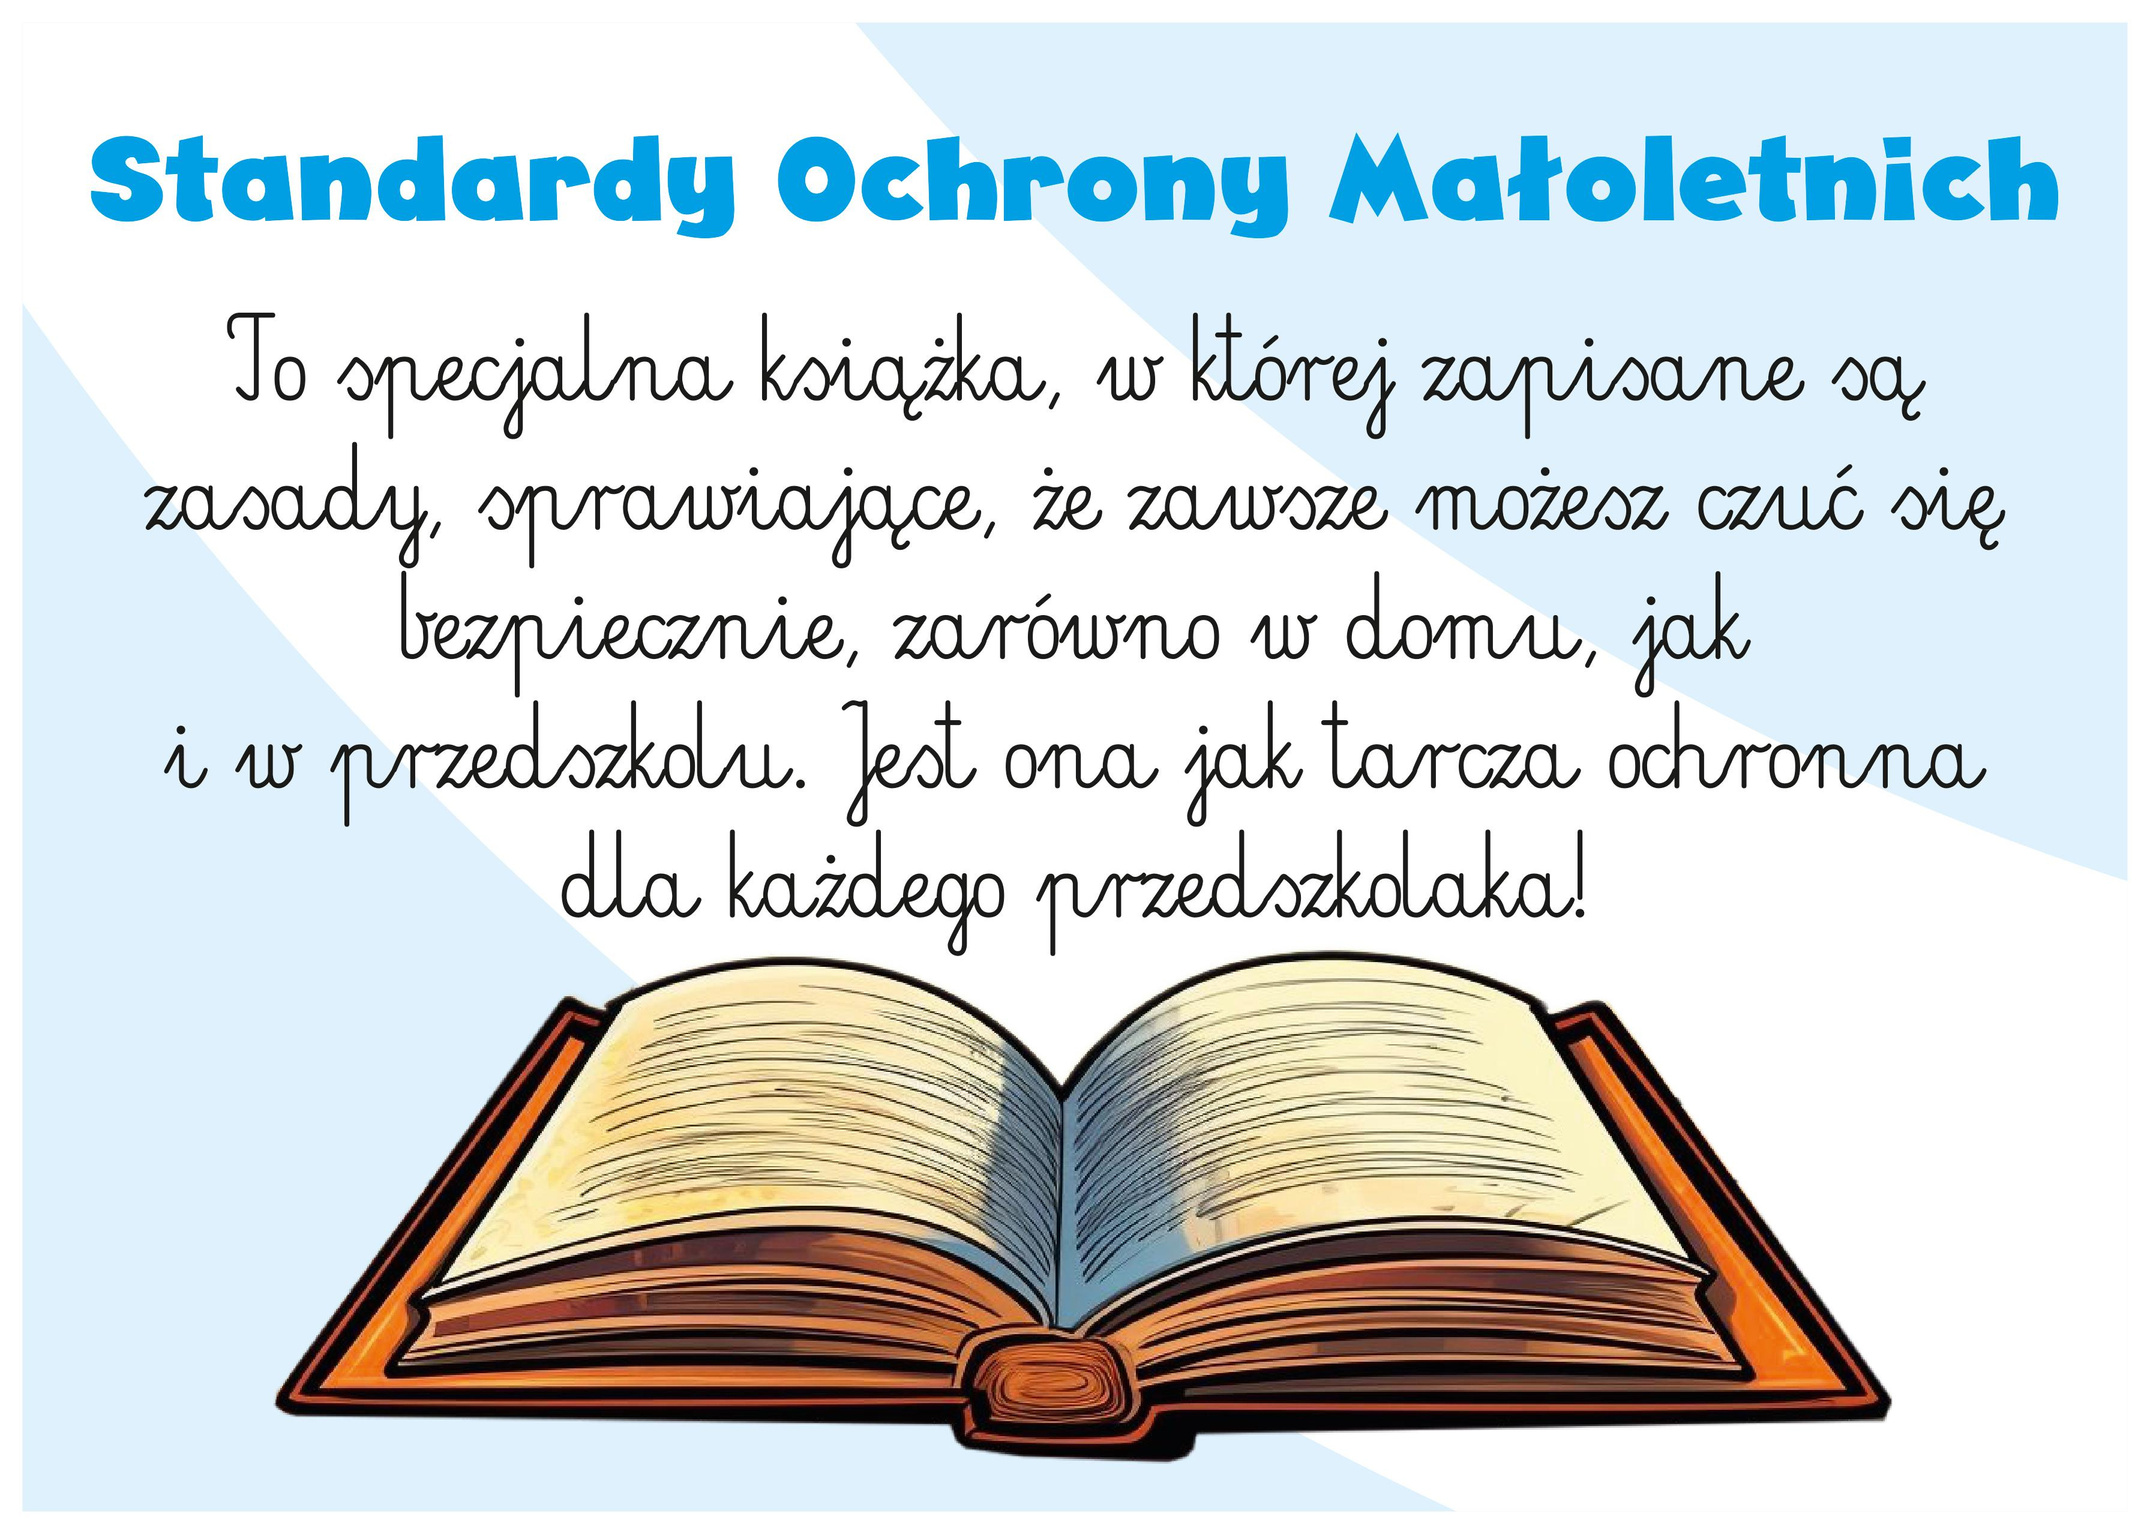 Standardy Ochrony Małoletnich
To specjalna książka, w której zapisane są
zasady, sprawiające, że zawsze możesz czuć się
bezpiecznie, zarówno w domu, jak
i w przedszkolu. Jest ona jak tarcza ochronna
dla każdego przedszkolaka!